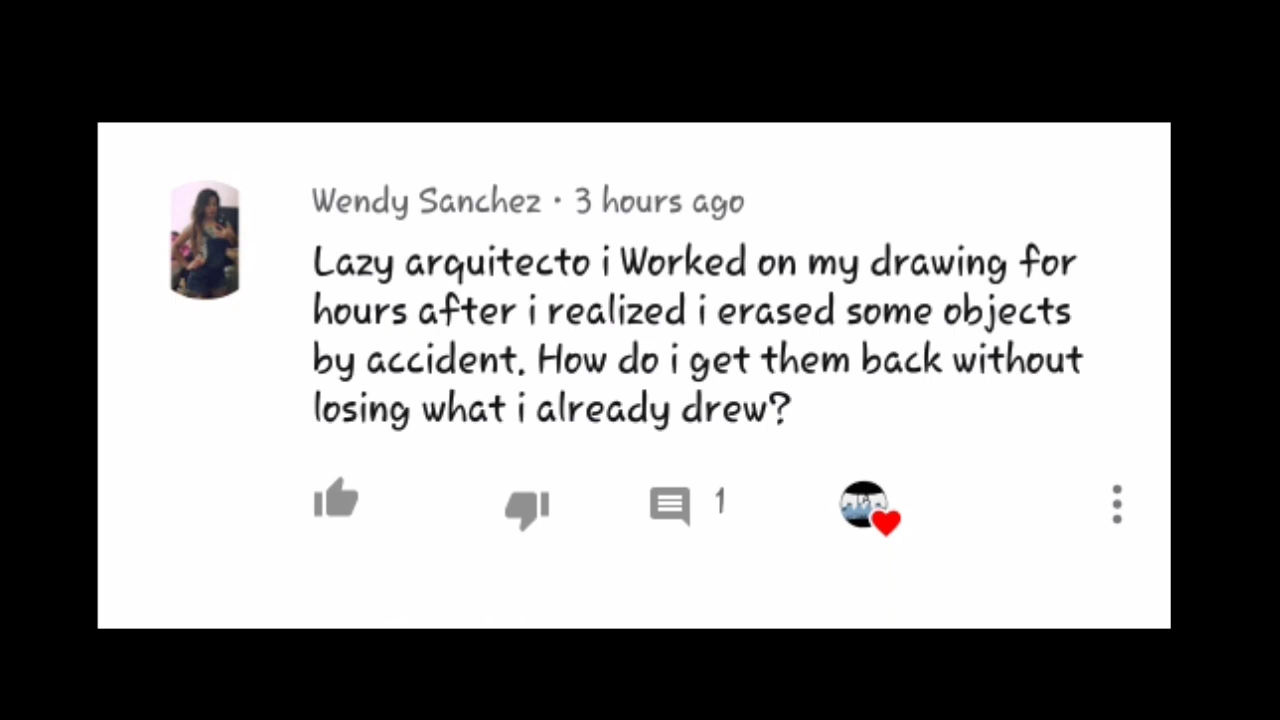 Wendy Sanchez · 3 hours ago
Lazy arquitecto i Worked on my drawing for
hours after i realized i erased some objects
by accident. How do i get them back without
losing what i already drew?
1